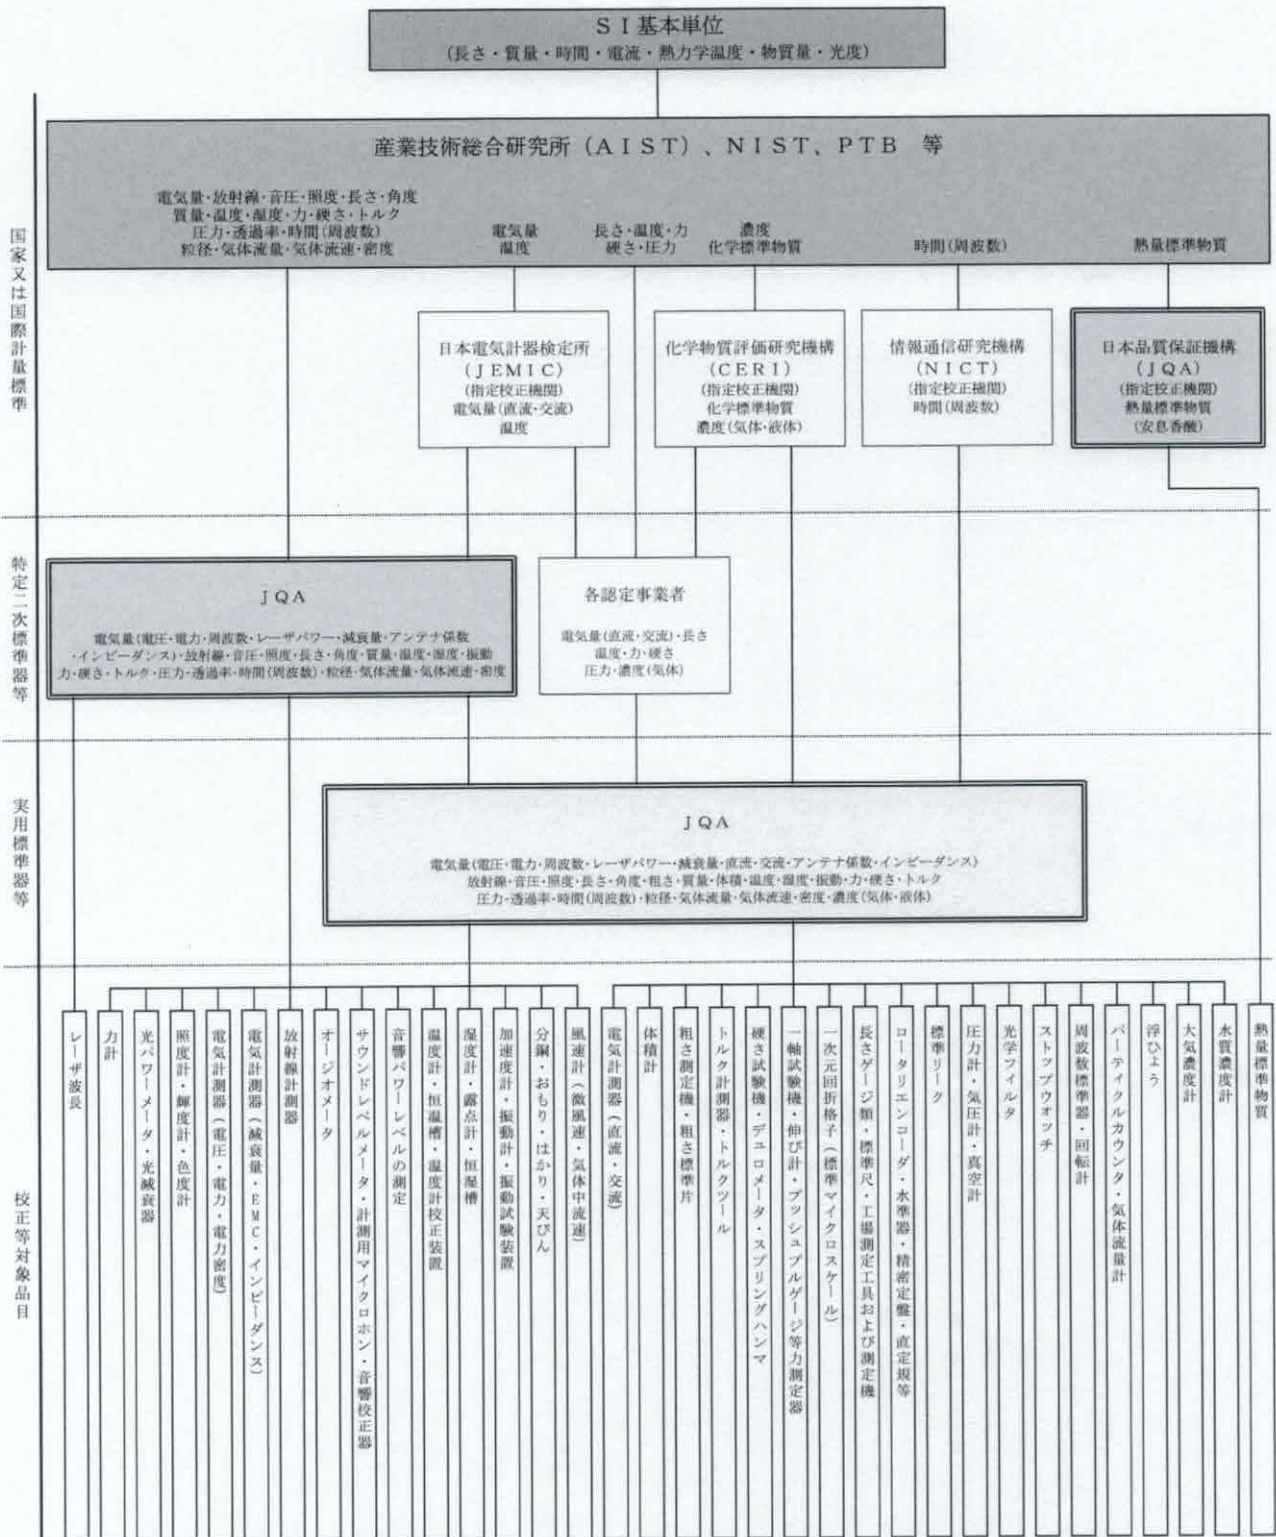 ＳＩ基本単位
(長さ・質量・時間・電流・熱力学温度・物質量・光度)
産業技術総合研究所（ＡＩＳＴ）、ＮＩＳＴ、ＰＴＢ　等
電気量・放射線・音圧・照度・長さ・角度
質量・温度・湿度・力・硬さ・トルク
圧力・透過率・時間(周波数)
粒径・気体流量・気体流速・密度
電気量
温度
長さ・温度・力
硬さ・圧力
濃度
化学標準物質
時間(周波数)
熱量標準物質
国家又は国際計量標準
日本電気計器検定所
(ＪＥＭＩＣ)
(指定校正機関)
電気量(直流・交流)
温度
化学物質評価研究機構
(ＣＥＲＩ)
(指定校正機関)
化学標準物質
濃度(気体・液体)
情報通信研究機構
(ＮＩＣＴ)
(指定校正機関)
時間(周波数)
日本品質保証機構
(ＪＱＡ)
(指定校正機関)
熱量標準物質
(安息香酸)
特定二次標準器等
ＪＱＡ
電気量(電圧・電力・周波数・レーザパワー・減衰量・アンテナ係数
・インピーダンス)・放射線・音圧・照度・長さ・角度・質量・温度・湿度・振動
力・硬さ・トルク・圧力・透過率・時間(周波数)・粒径・気体流量・気体流速・密度
各認定事業者
電気量(直流・交流)・長さ
温度・力・硬さ
圧力・濃度(気体)
実用標準器等
ＪＱＡ
電気量(電圧・電力・周波数・レーザパワー・減衰量・直流・交流・アンテナ係数・インピーダンス)
放射線・音圧・照度・長さ・角度・粗さ・質量・体積・温度・湿度・振動・力・硬さ・トルク
圧力・透過率・時間(周波数)・粒径・気体流量・気体流速・密度・濃度(気体・液体)
校正等対象品目
レーザ波長
力計
光パワーメータ・光減衰器
照度計・輝度計・色度計
電気計測器(電圧・電力・電力密度)
電気計測器(減衰量・ＥＭＣ・インピーダンス)
放射線計測器
オージオメータ
サウンドレベルメータ・計測用マイクロホン・音響校正器
音響パワーレベルの測定
温度計・恒温槽・温度計校正装置
湿度計・露点計・恒湿槽
加速度計・振動計・振動試験装置
分銅・おもり・はかり・天びん
風速計(微風速・気体中流速)
電気計測器(直流・交流)
体積計
粗さ測定機・粗さ標準片
トルク計測器・トルクツール
硬さ試験機・デュロメータ・スプリングハンマ
一軸試験機・伸び計・プッシュプルゲージ等力測定器
一次元回折格子(標準マイクロスケール)
長さゲージ類・標準尺・工場測定工具および測定機
ロータリエンコーダ・水準器・精密定盤・直定規等
標準リーク
圧力計・気圧計・真空計
光学フィルタ
ストップウオッチ
周波数標準器・回転計
パーティクルカウンタ・気体流量計
浮ひょう
大気濃度計
水質濃度計
熱量標準物質